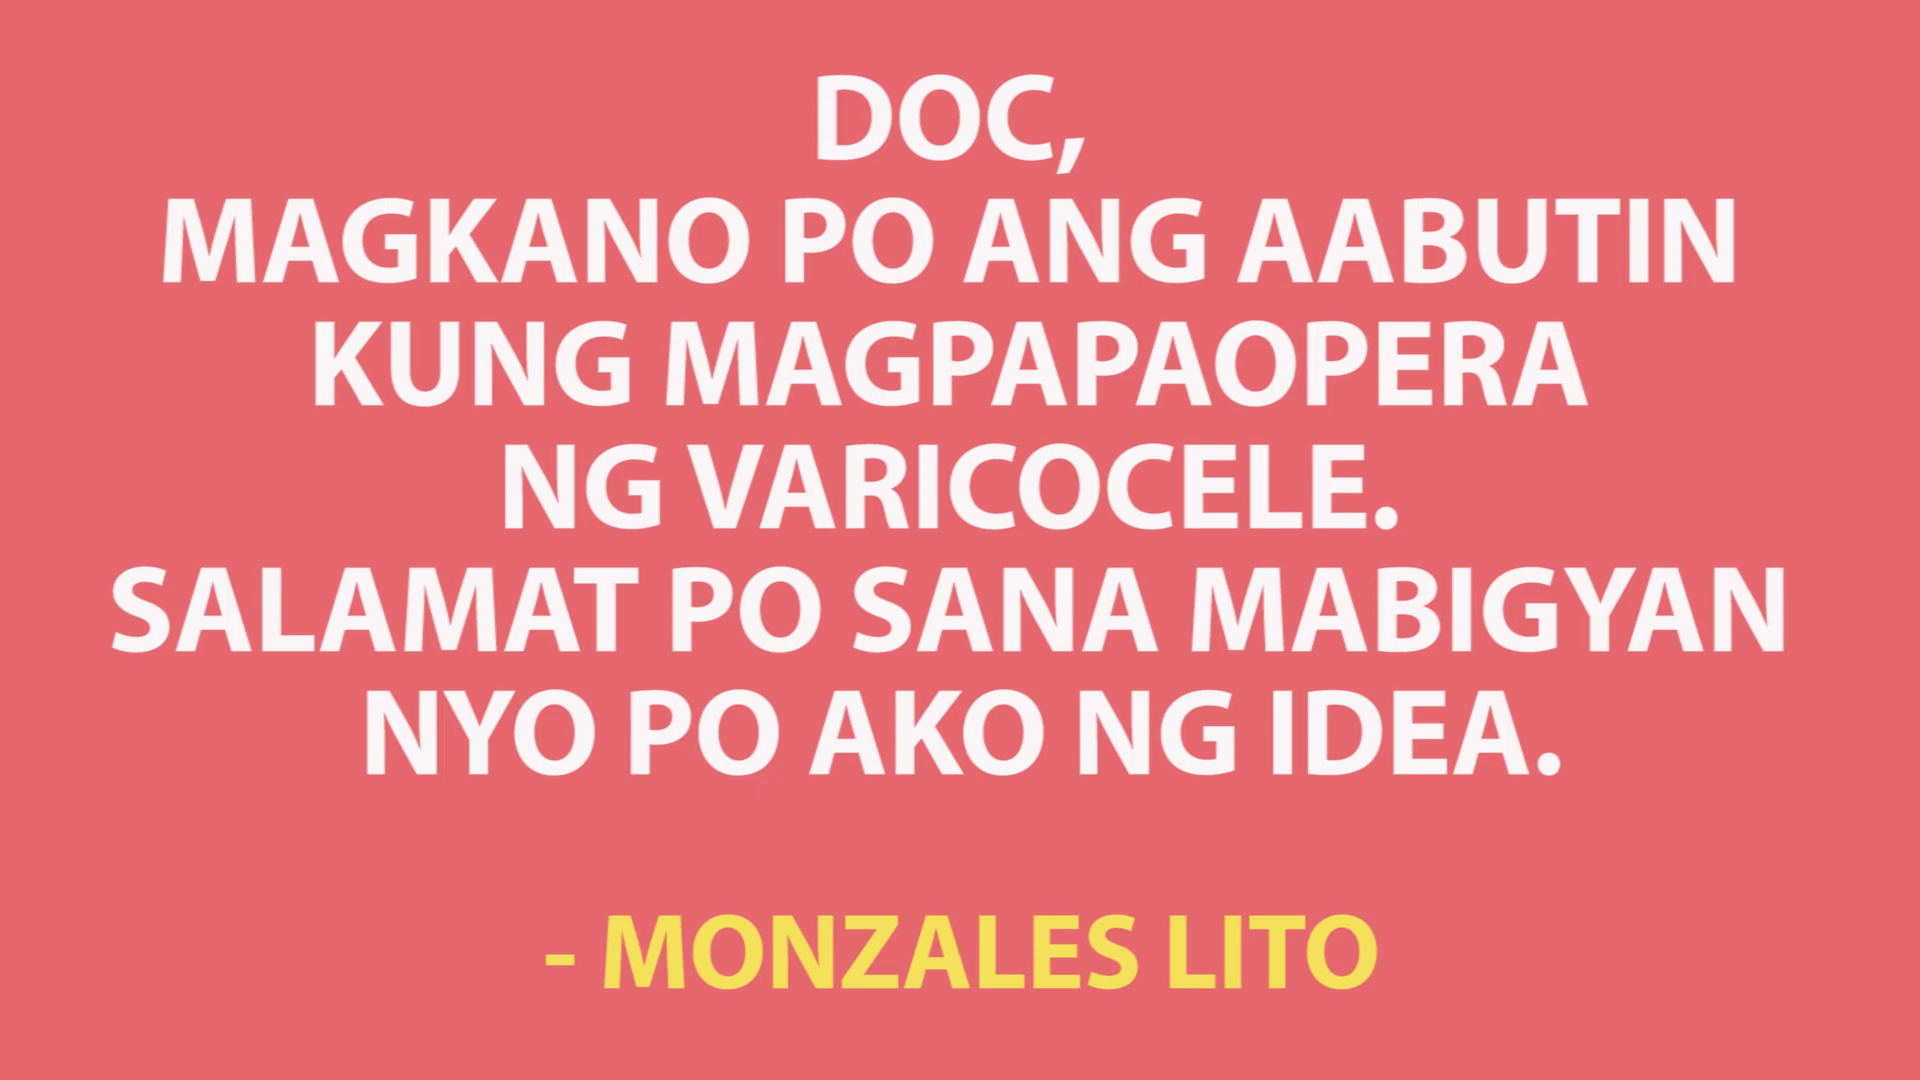 DOC,
MAGKANO PO ANG AABUTIN
KUNG MAGPAPAOPERA
NG VARICOCELE.
SALAMAT PO SANA MABIGYAN
NYO PO AKO NG IDEA.
- MONZALES LITO